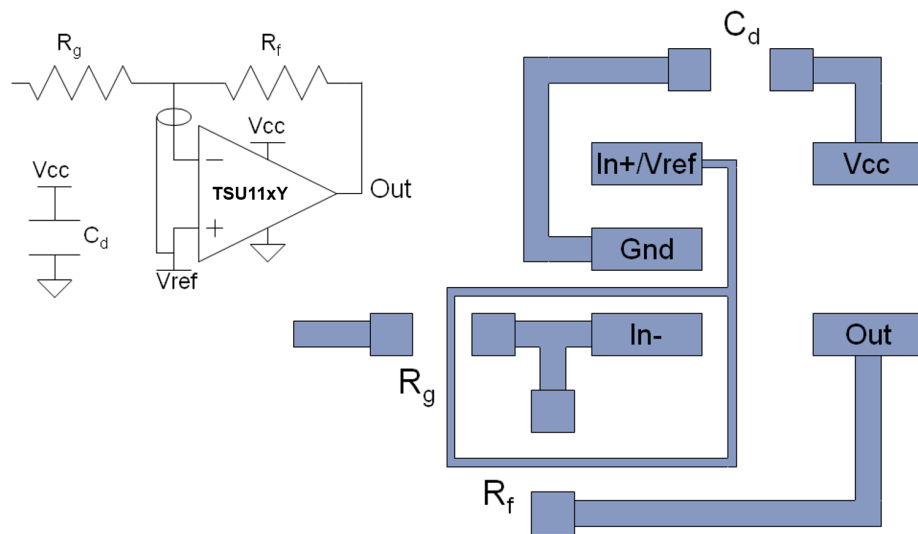 Rg
Rf
Vcc
−
TSU11xY
+
Out
Vref
Vcc
Cd
Cd
In+/Vref
Vcc
Gnd
In-
Out
Rg
Rf